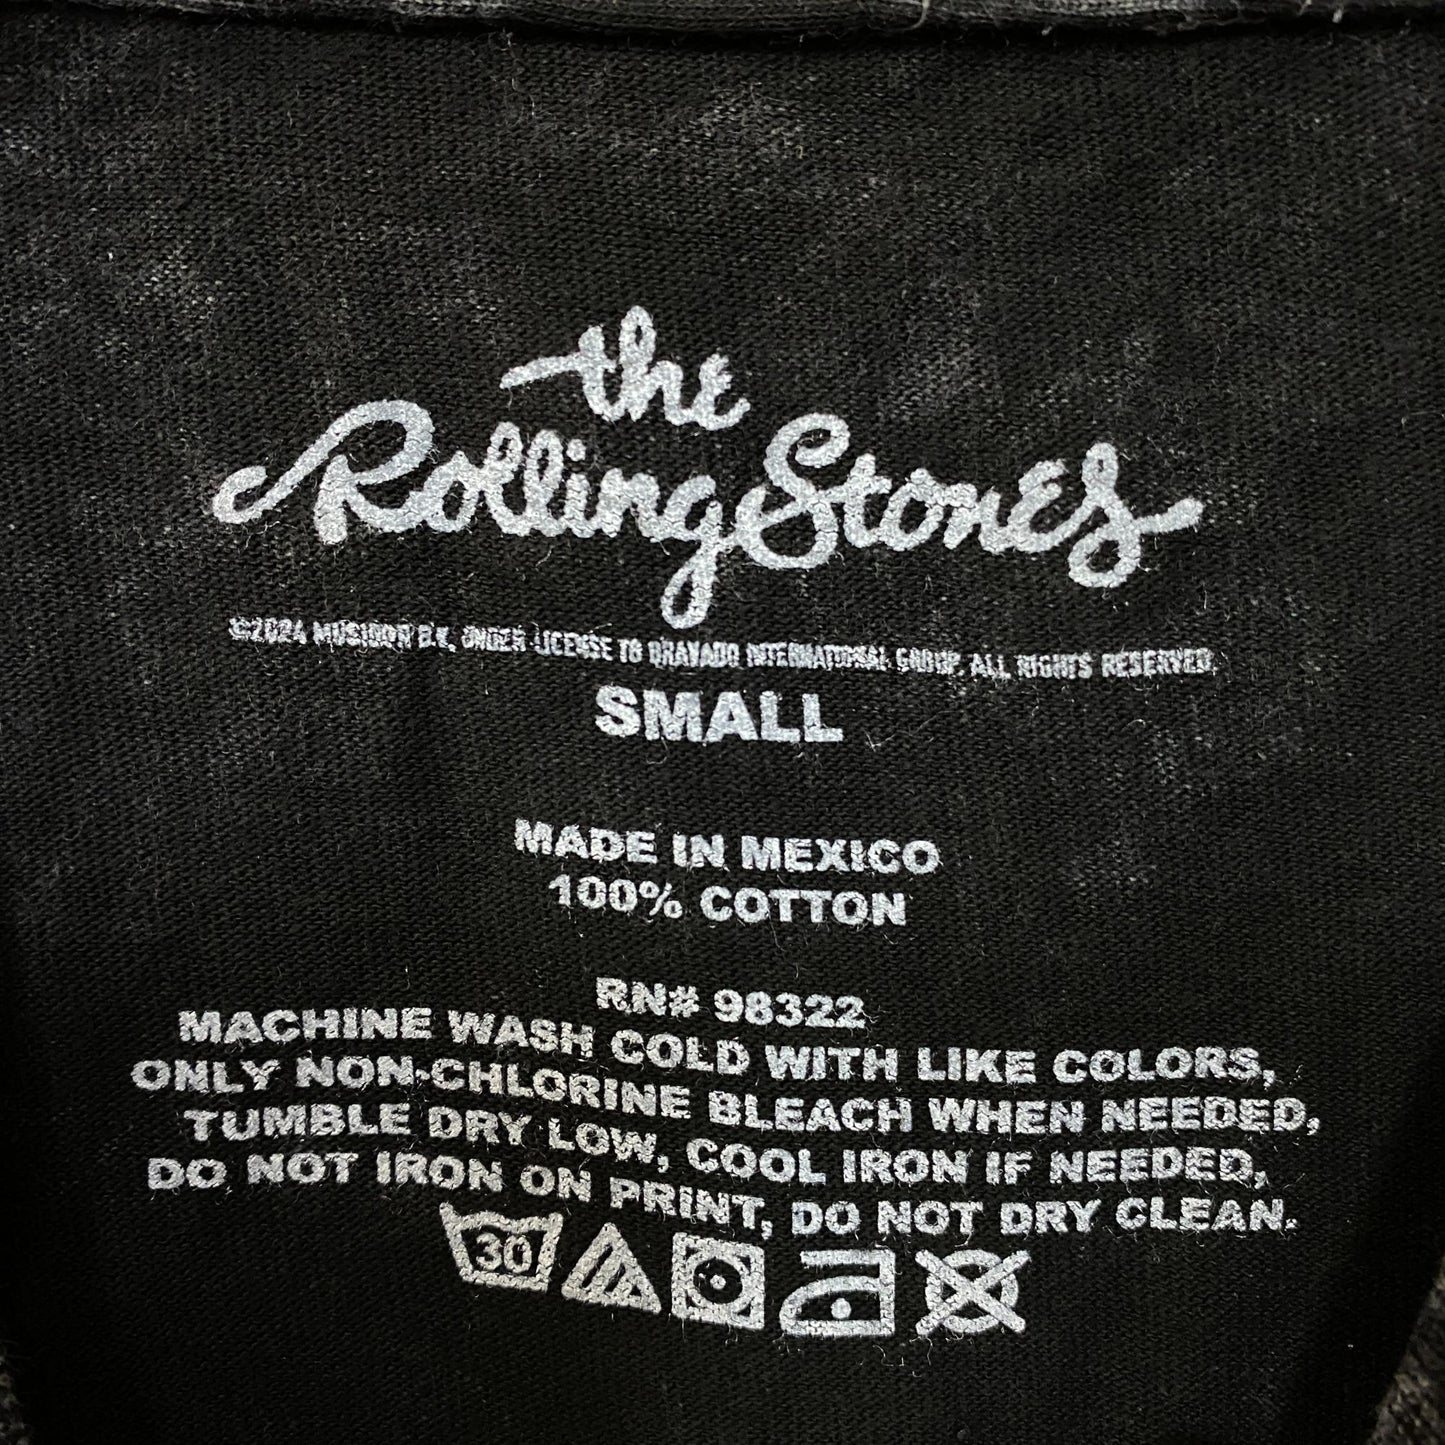 the
Rolling Stones
©2024 MUSIDOR B.V. UNDER LICENSE TO BRAVADO INTERNATIONAL GROUP. ALL RIGHTS RESERVED.
SMALL
MADE IN MEXICO
100% COTTON
RN# 98322
MACHINE WASH COLD WITH LIKE COLORS,
ONLY NON-CHLORINE BLEACH WHEN NEEDED,
TUMBLE DRY LOW, COOL IRON IF NEEDED,
DO NOT IRON ON PRINT, DO NOT DRY CLEAN.
30